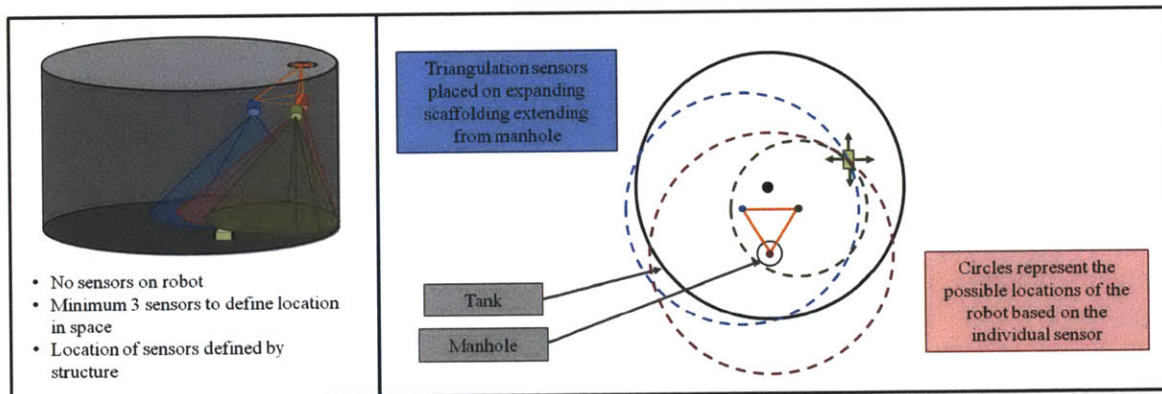 • No sensors on robot
• Minimum 3 sensors to define location
in space
• Location of sensors defined by
structure
Triangulation sensors
placed on expanding
scaffolding extending
from manhole
Tank
Manhole
Circles represent the
possible locations of the
robot based on the
individual sensor